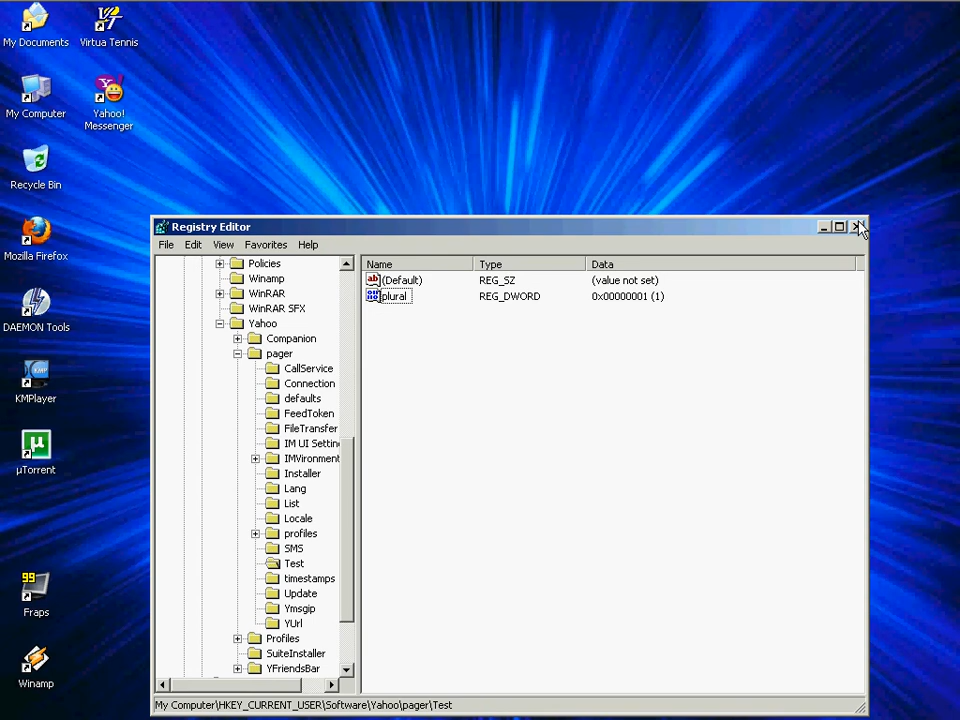 My Documents
Virtua Tennis
My Computer
Yahoo!
Messenger
Recycle Bin
Mozilla Firefox
DAEMON Tools
KMP
KMPlayer
µTorrent
99
Fraps
Winamp
Registry Editor
File Edit View Favorites Help
Policies
Winamp
WinRAR
WinRAR SFX
Yahoo
Companion
pager
CallService
Connection
defaults
FeedToken
FileTransfer
IM UI Settin
IMVironment
Installer
Lang
List
Locale
profiles
SMS
Test
timestamps
Update
Ymsgip
YUrl
Profiles
SuiteInstaller
YFriendsBar
Name Type Data
(Default) REG_SZ (value not set)
plural REG_DWORD 0x00000001 (1)
My Computer\HKEY_CURRENT_USER\Software\Yahoo\pager\Test